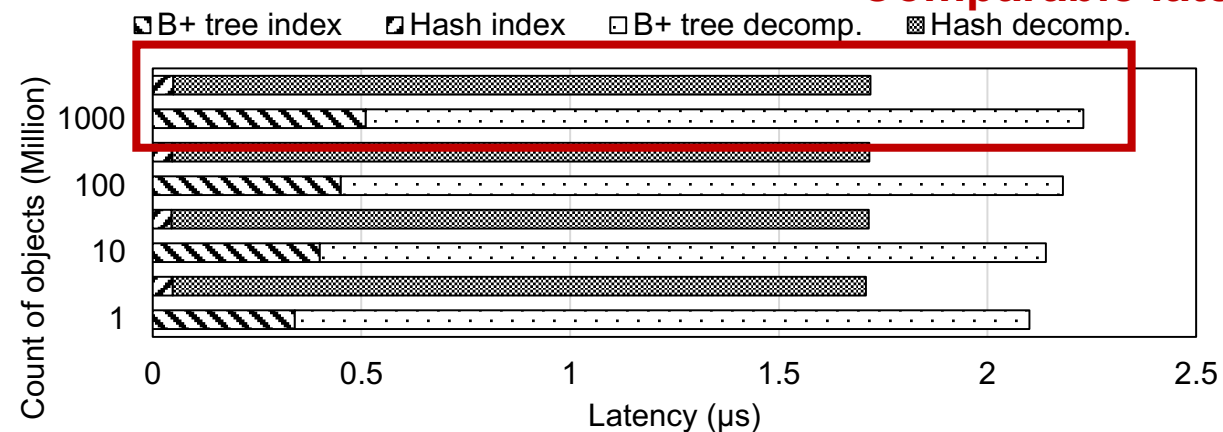 B+ tree index Hash index B+ tree decomp. Hash decomp.
Count of objects (Million)
1000
100
10
1
0 0.5 1 1.5 2 2.5
Latency (µs)